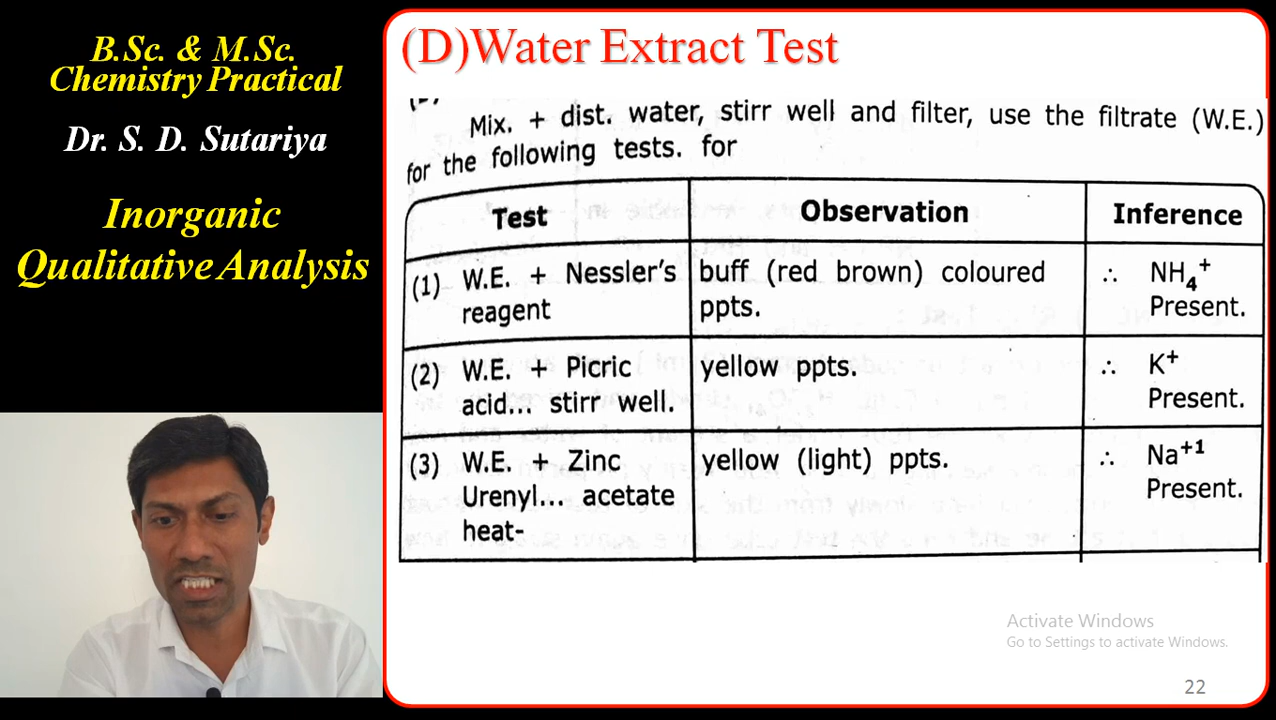 B.Sc. & M.Sc.
Chemistry Practical
Dr. S. D. Sutariya
Inorganic
Qualitative Analysis
(D)Water Extract Test
Mix. + dist. water, stirr well and filter, use the filtrate (W.E.)
for the following tests. for
Test Observation Inference
(1) W.E. + Nessler's buff (red brown) coloured ∴ NH₄⁺
reagent ppts. Present.
(2) W.E. + Picric yellow ppts. ∴ K⁺
acid... stirr well. Present.
(3) W.E. + Zinc yellow (light) ppts. ∴ Na⁺¹
Urenyl... acetate Present.
heat-
Activate Windows
Go to Settings to activate Windows.
22